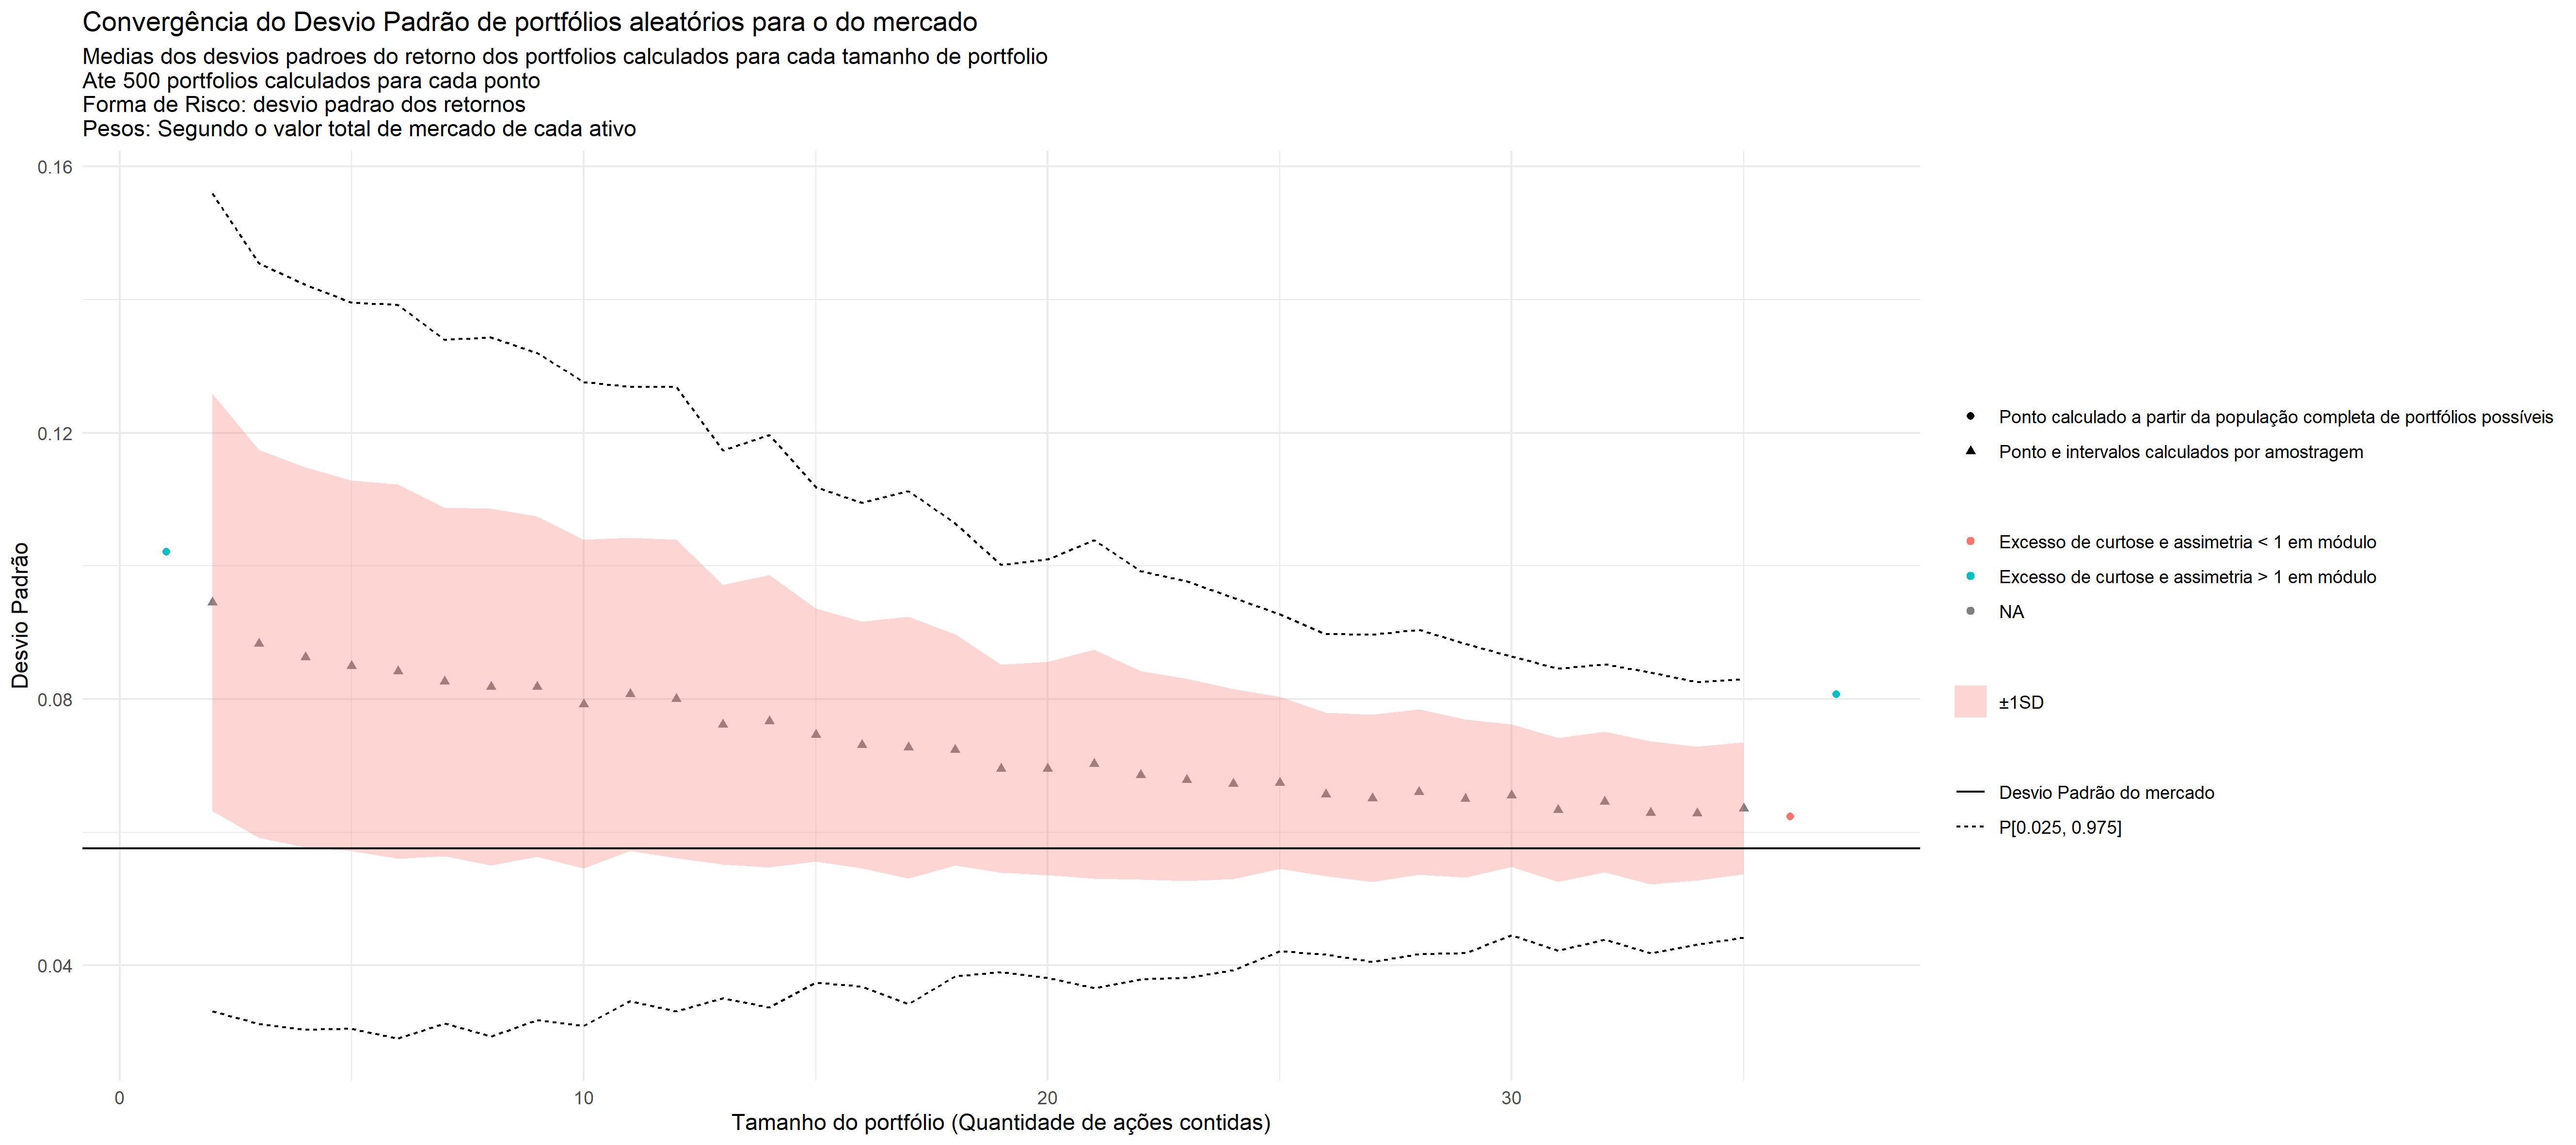 Convergência do Desvio Padrão de portfólios aleatórios para o do mercado
Medias dos desvios padroes do retorno dos portfolios calculados para cada tamanho de portfolio
Ate 500 portfolios calculados para cada ponto
Forma de Risco: desvio padrao dos retornos
Pesos: Segundo o valor total de mercado de cada ativo
0.16
0.12
0.08
0.04
Desvio Padrão
0
10
20
30
Tamanho do portfólio (Quantidade de ações contidas)
Ponto calculado a partir da população completa de portfólios possíveis
Ponto e intervalos calculados por amostragem
Excesso de curtose e assimetria < 1 em módulo
Excesso de curtose e assimetria > 1 em módulo
NA
±1SD
Desvio Padrão do mercado
P[0.025, 0.975]